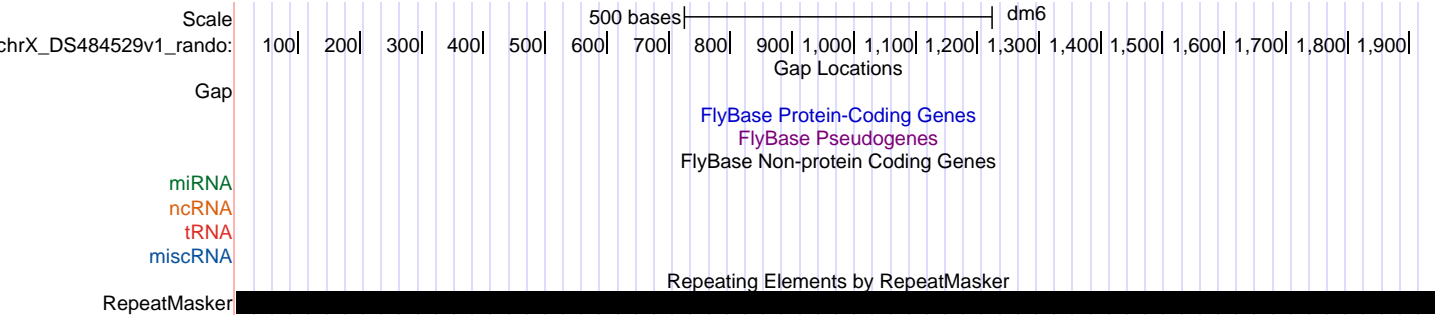 Scale 500 bases dm6
chrX_DS484529v1_rando: 100 200 300 400 500 600 700 800 900 1,000 1,100 1,200 1,300 1,400 1,500 1,600 1,700 1,800 1,900
Gap Locations
Gap
FlyBase Protein-Coding Genes
FlyBase Pseudogenes
FlyBase Non-protein Coding Genes
miRNA
ncRNA
tRNA
miscRNA
Repeating Elements by RepeatMasker
RepeatMasker